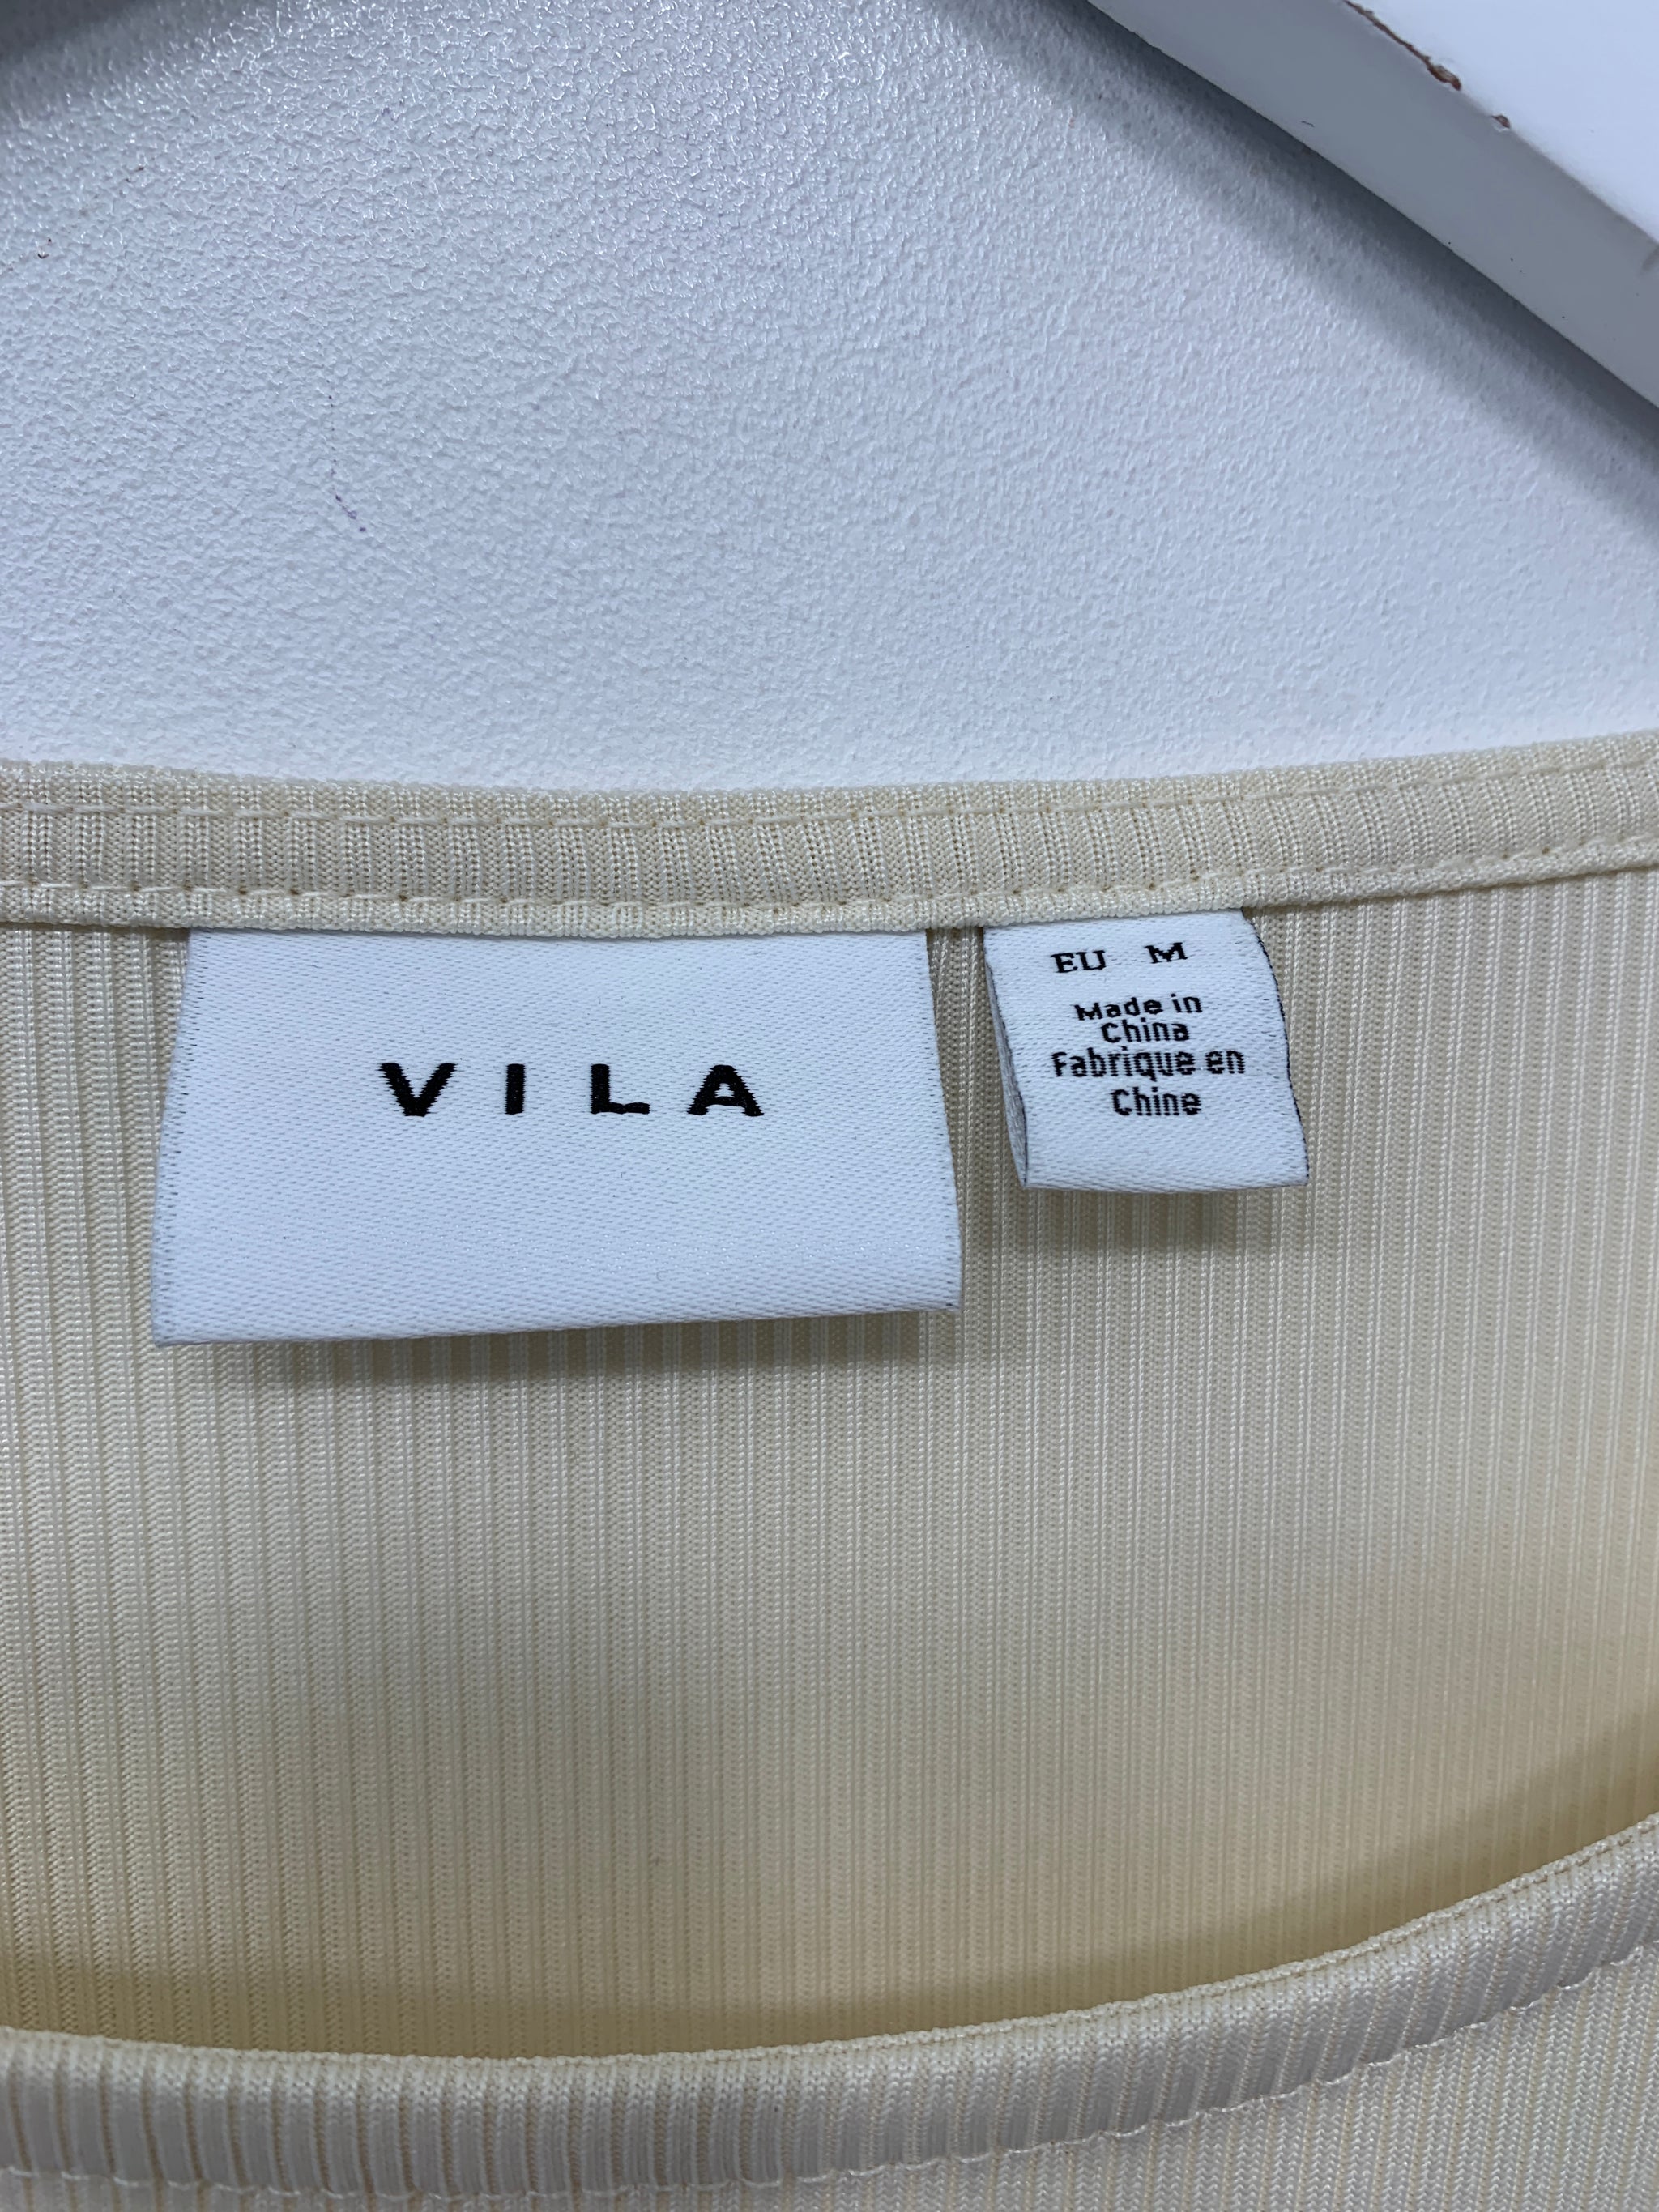 VILA
EU M
Made in
China
Fabrique en
Chine